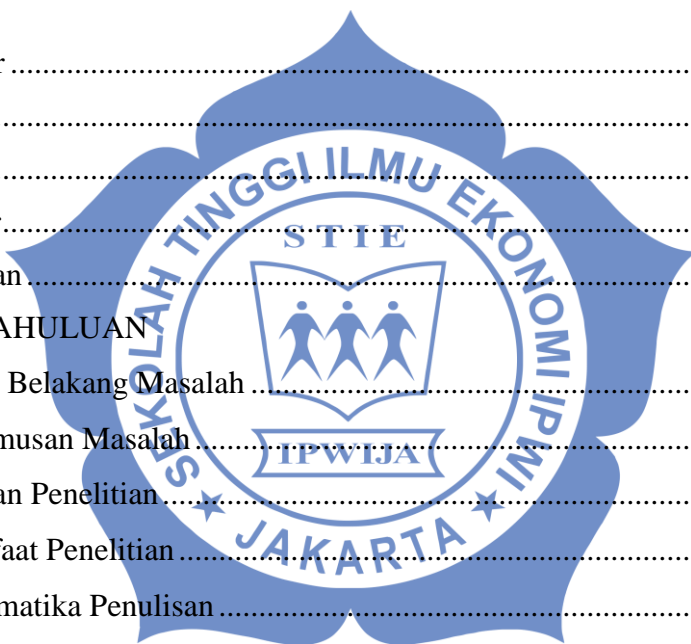 r ........................................................................
........................................................................
........................................................................
r ........................................................................
an ........................................................................
AHULUAN
Belakang Masalah ........................................................................
musan Masalah ........................................................................
an Penelitian ........................................................................
faat Penelitian ........................................................................
matika Penulisan ........................................................................
SEKOLAH TINGGI ILMU EKONOMI IPWI
★ JAKARTA ★
STIE
IPWIJA